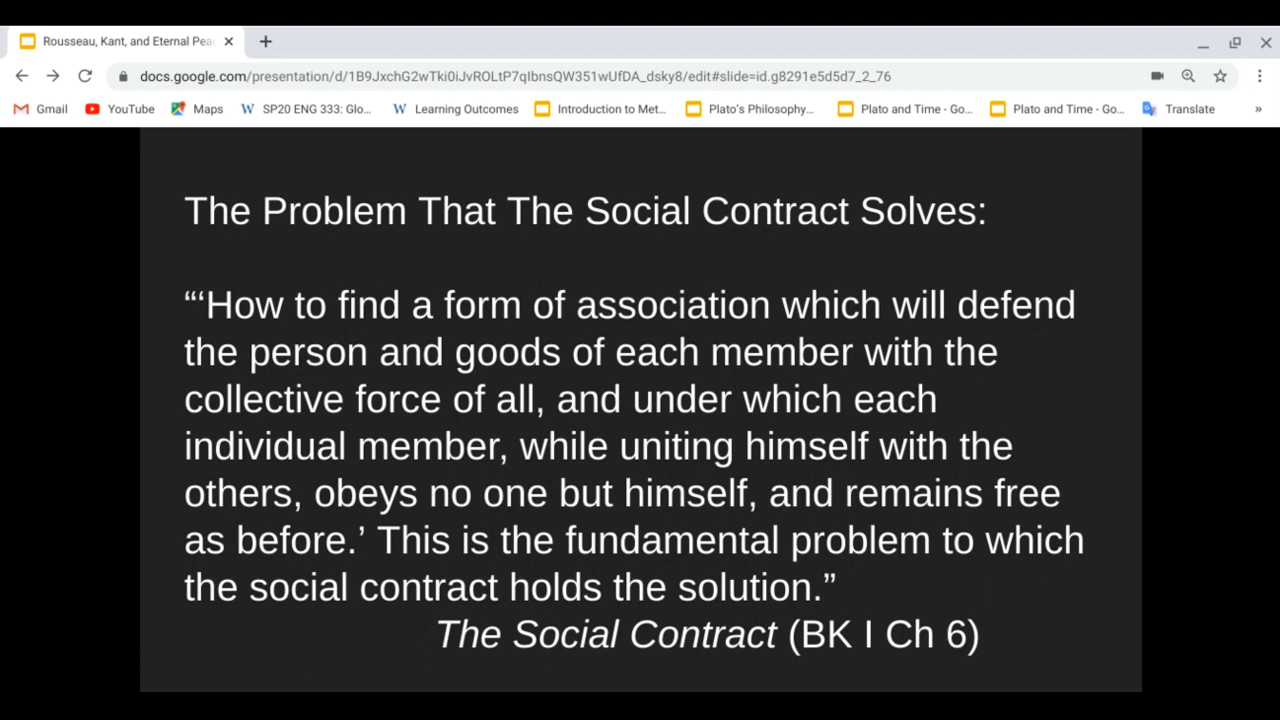 Rousseau, Kant, and Eternal Pea
docs.google.com/presentation/d/1B9JxchG2wTki0iJvROLtP7qIbnsQW351wUfDA_dsky8/edit#slide=id.g8291e5d5d7_2_76
Gmail YouTube Maps SP20 ENG 333: Glo... Learning Outcomes Introduction to Met... Plato's Philosophy... Plato and Time - Go... Plato and Time - Go... Translate »
The Problem That The Social Contract Solves:
“‘How to find a form of association which will defend
the person and goods of each member with the
collective force of all, and under which each
individual member, while uniting himself with the
others, obeys no one but himself, and remains free
as before.’ This is the fundamental problem to which
the social contract holds the solution.”
The Social Contract (BK I Ch 6)